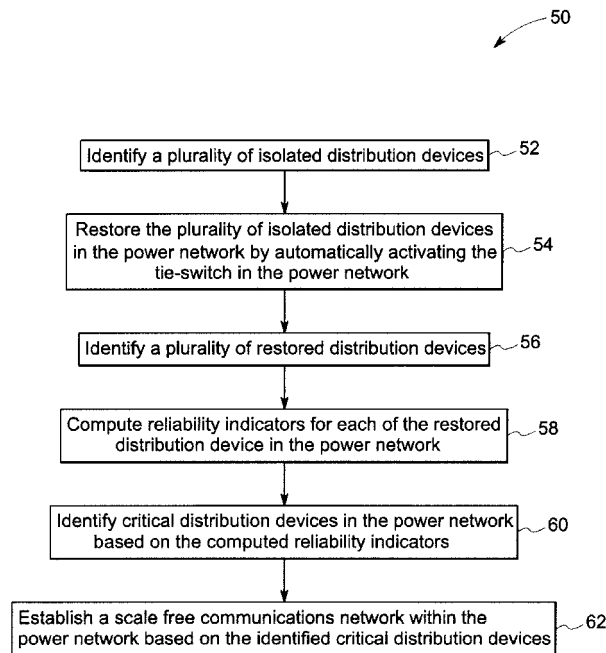 50
Identify a plurality of isolated distribution devices
52
Restore the plurality of isolated distribution devices
in the power network by automatically activating the
tie-switch in the power network
54
Identify a plurality of restored distribution devices
56
Compute reliability indicators for each of the restored
distribution device in the power network
58
Identify critical distribution devices in the power network
based on the computed reliability indicators
60
Establish a scale free communications network within the
power network based on the identified critical distribution devices
62